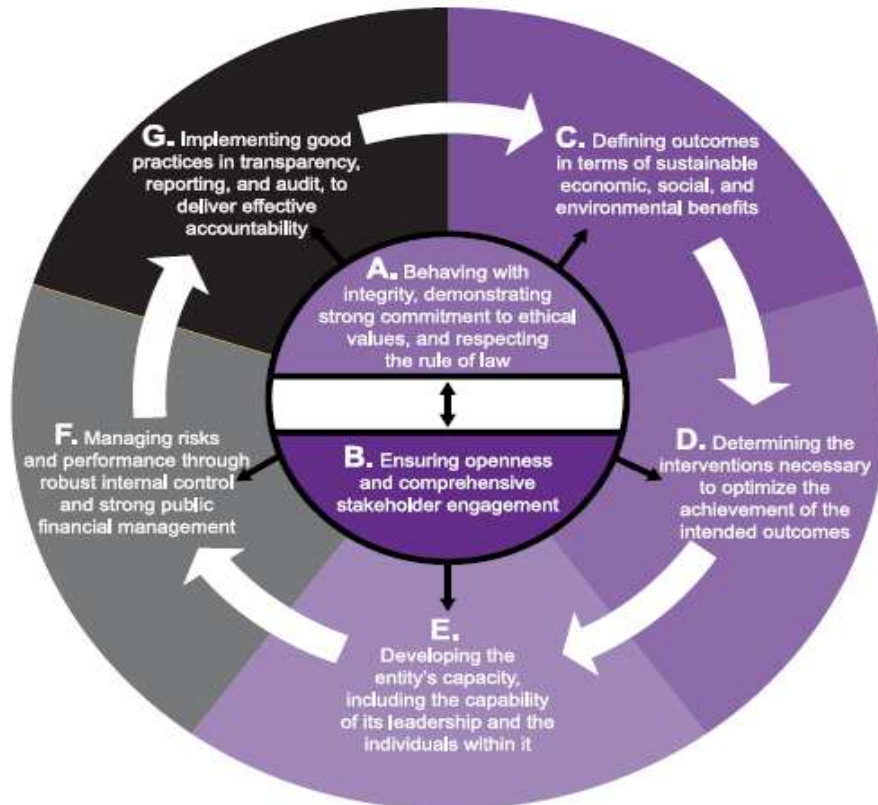 G. Implementing good
practices in transparency,
reporting, and audit, to
deliver effective
accountability
C. Defining outcomes
in terms of sustainable
economic, social, and
environmental benefits
A. Behaving with
integrity, demonstrating
strong commitment to ethical
values, and respecting
the rule of law
B. Ensuring openness
and comprehensive
stakeholder engagement
D. Determining the
interventions necessary
to optimize the
achievement of the
intended outcomes
E.
Developing the
entity's capacity,
including the capability
of its leadership and the
individuals within it
F. Managing risks
and performance through
robust internal control
and strong public
financial management